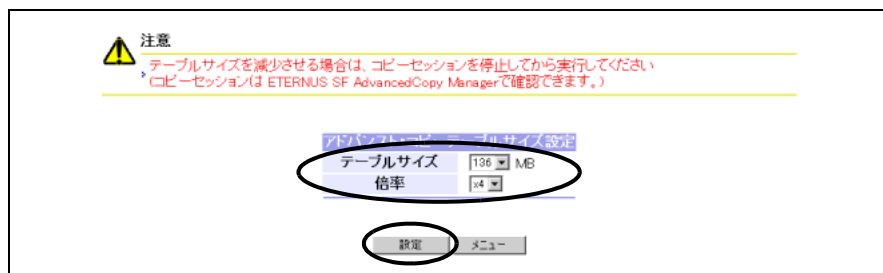 注意
テーブルサイズを減少させる場合は、コピーセッションを停止してから実行してください
(コピーセッションは ETERNUS SF AdvancedCopy Managerで確認できます。)
アドバンスト・コピー テーブルサイズ設定
テーブルサイズ 136 MB
倍率 x4
設定 メニュー